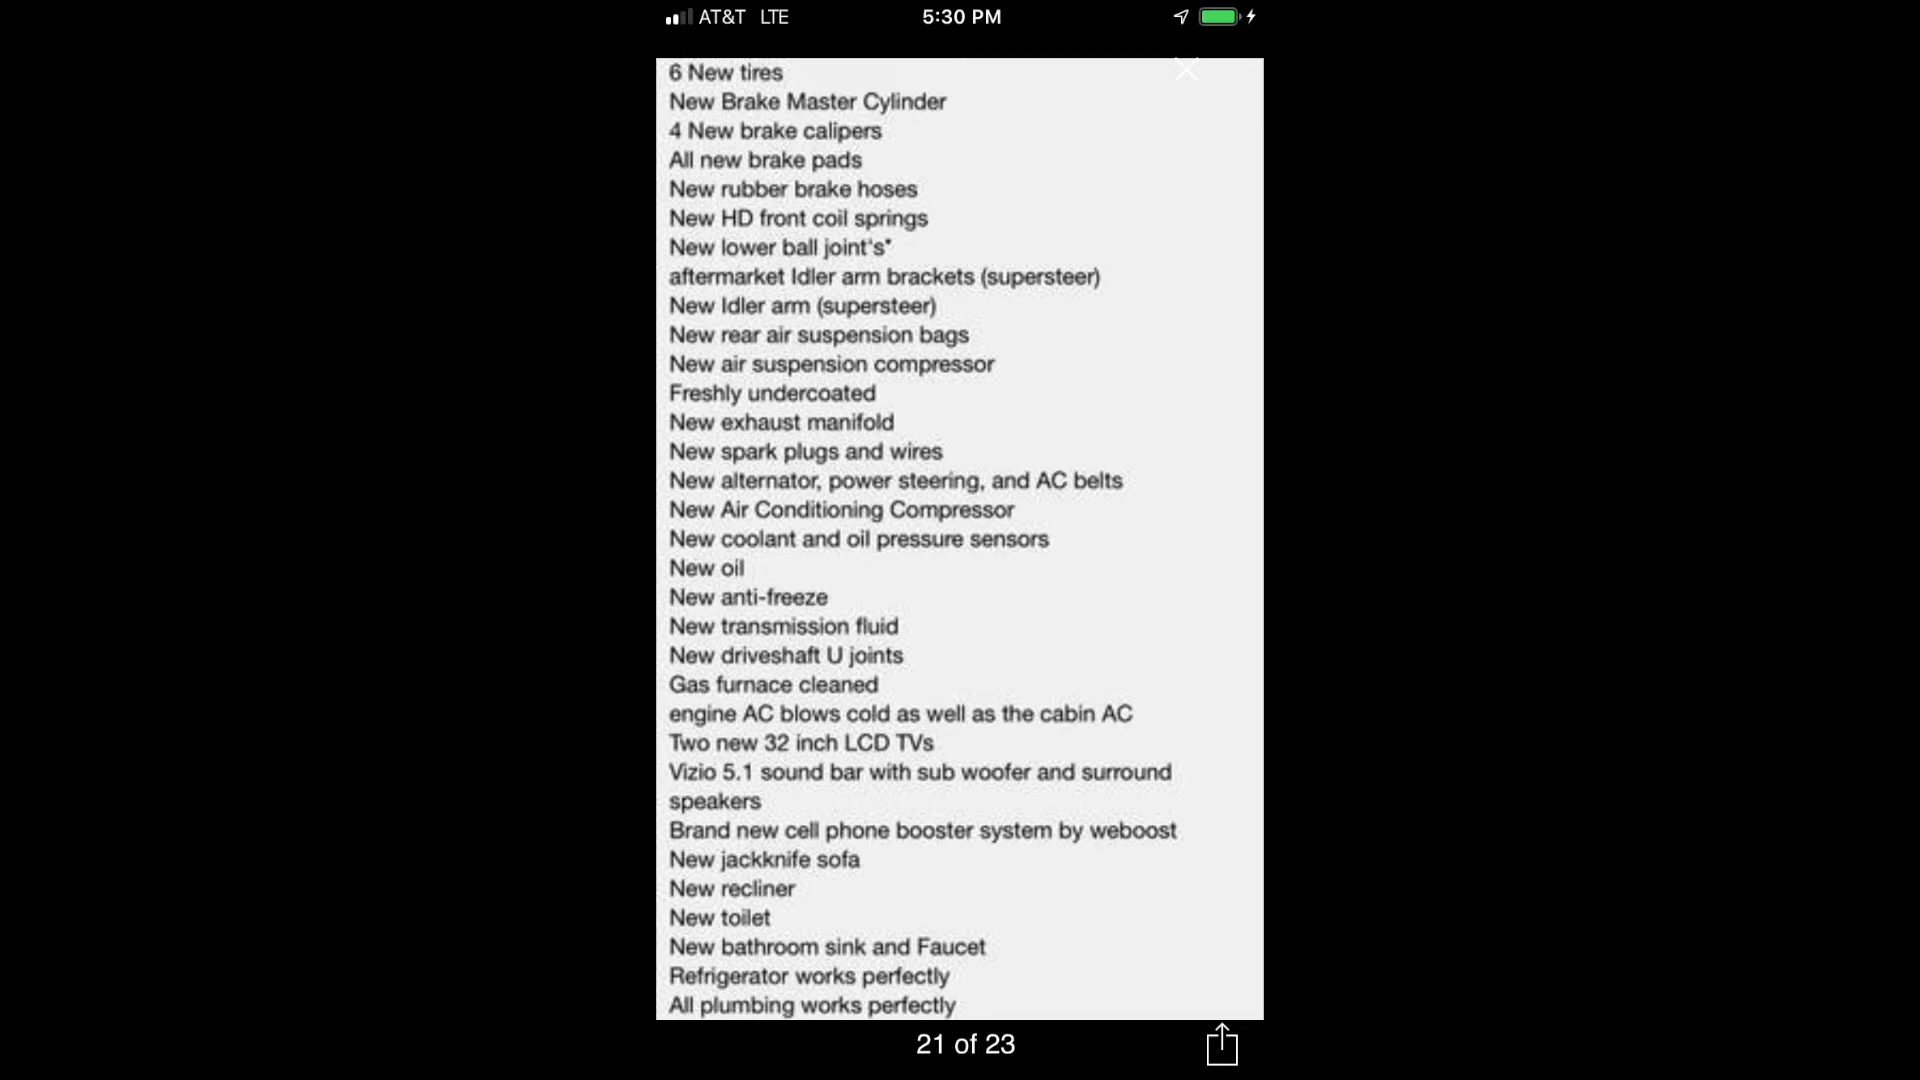 AT&T LTE 5:30 PM
6 New tires
New Brake Master Cylinder
4 New brake calipers
All new brake pads
New rubber brake hoses
New HD front coil springs
New lower ball joint's*
aftermarket Idler arm brackets (supersteer)
New Idler arm (supersteer)
New rear air suspension bags
New air suspension compressor
Freshly undercoated
New exhaust manifold
New spark plugs and wires
New alternator, power steering, and AC belts
New Air Conditioning Compressor
New coolant and oil pressure sensors
New oil
New anti-freeze
New transmission fluid
New driveshaft U joints
Gas furnace cleaned
engine AC blows cold as well as the cabin AC
Two new 32 inch LCD TVs
Vizio 5.1 sound bar with sub woofer and surround
speakers
Brand new cell phone booster system by weboost
New jackknife sofa
New recliner
New toilet
New bathroom sink and Faucet
Refrigerator works perfectly
All plumbing works perfectly
21 of 23